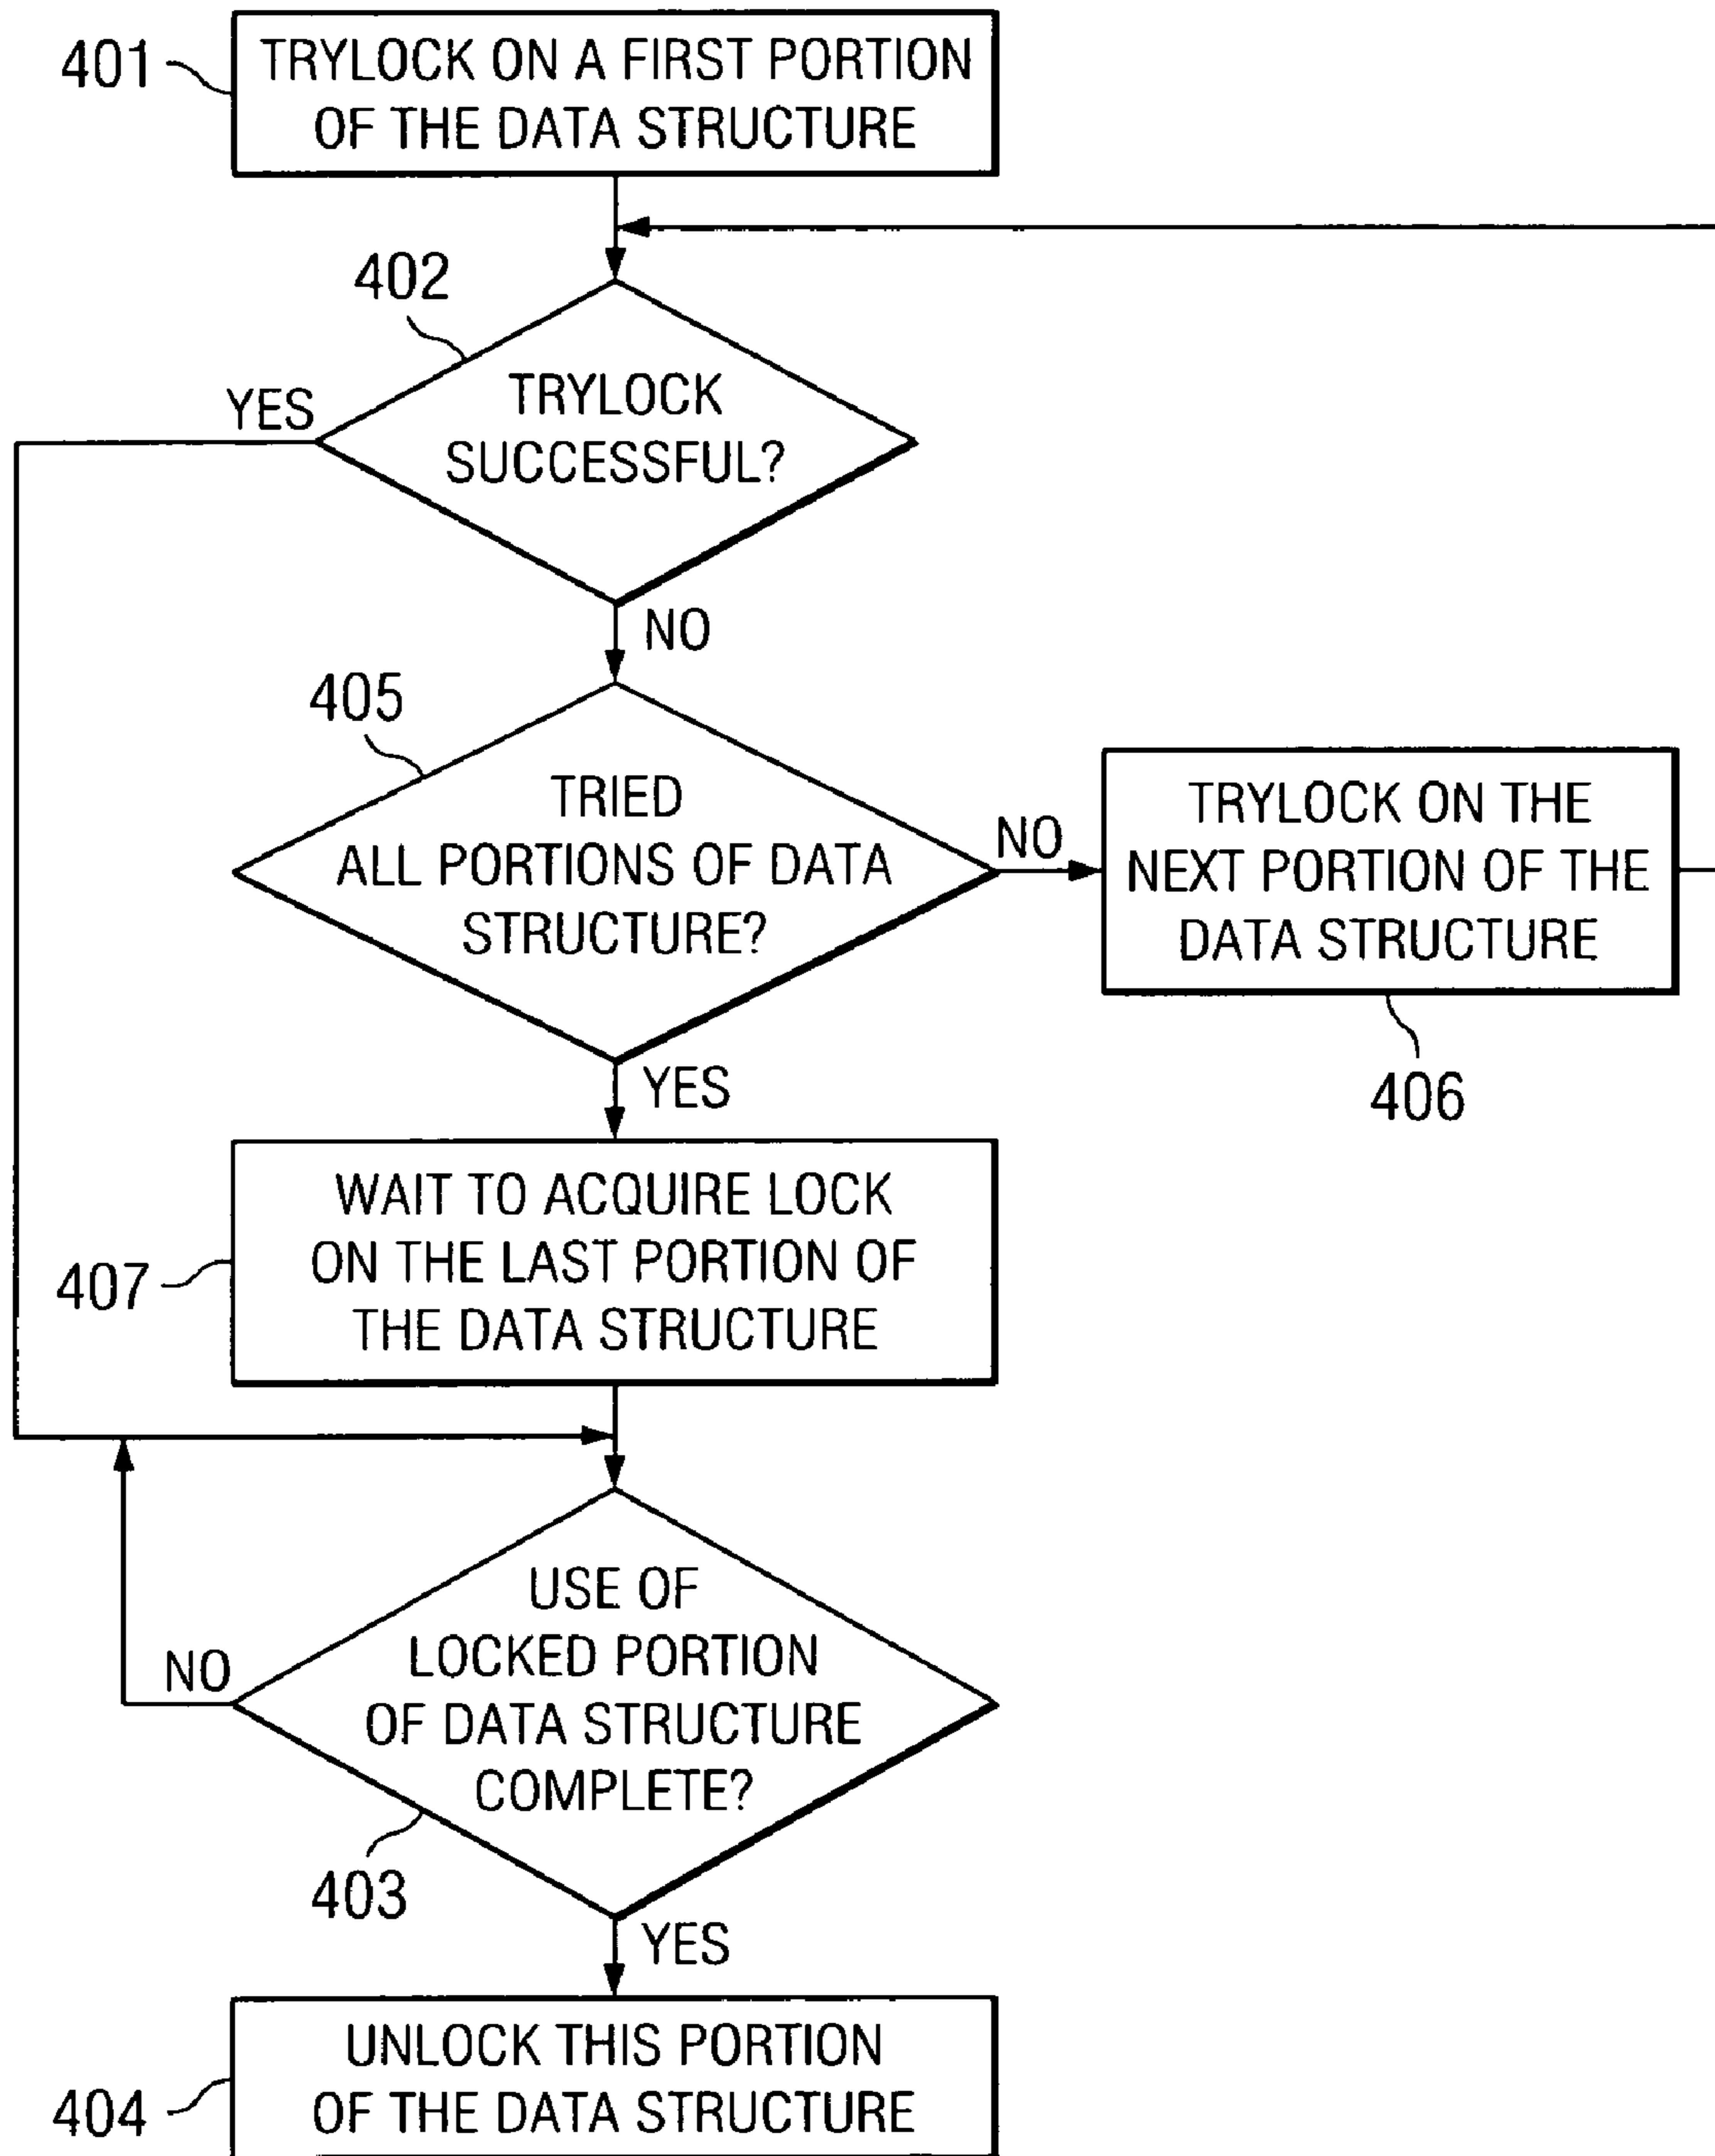 401
TRYLOCK ON A FIRST PORTION
OF THE DATA STRUCTURE
402
YES
TRYLOCK
SUCCESSFUL?
NO
405
TRIED
ALL PORTIONS OF DATA
STRUCTURE?
NO
TRYLOCK ON THE
NEXT PORTION OF THE
DATA STRUCTURE
406
YES
407
WAIT TO ACQUIRE LOCK
ON THE LAST PORTION OF
THE DATA STRUCTURE
NO
USE OF
LOCKED PORTION
OF DATA STRUCTURE
COMPLETE?
403
YES
404
UNLOCK THIS PORTION
OF THE DATA STRUCTURE